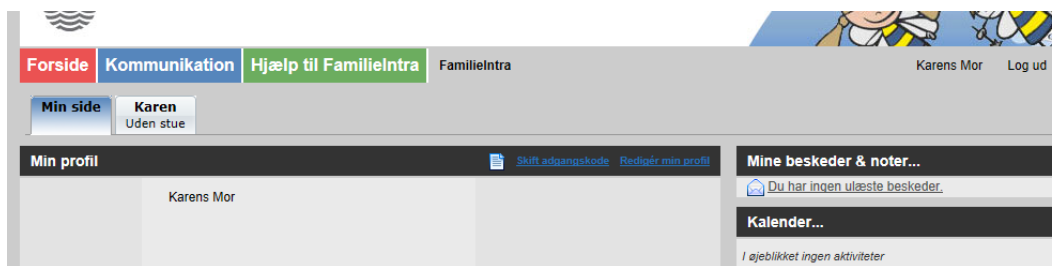 Forside Kommunikation Hjælp til FamilieIntra FamilieIntra Karens Mor Log ud
Min side Karen
Uden stue
Min profil Skift adgangskode Redigér min profil Mine beskeder & noter...
Karens Mor Du har ingen ulæste beskeder.
Kalender...
I øjeblikket ingen aktiviteter